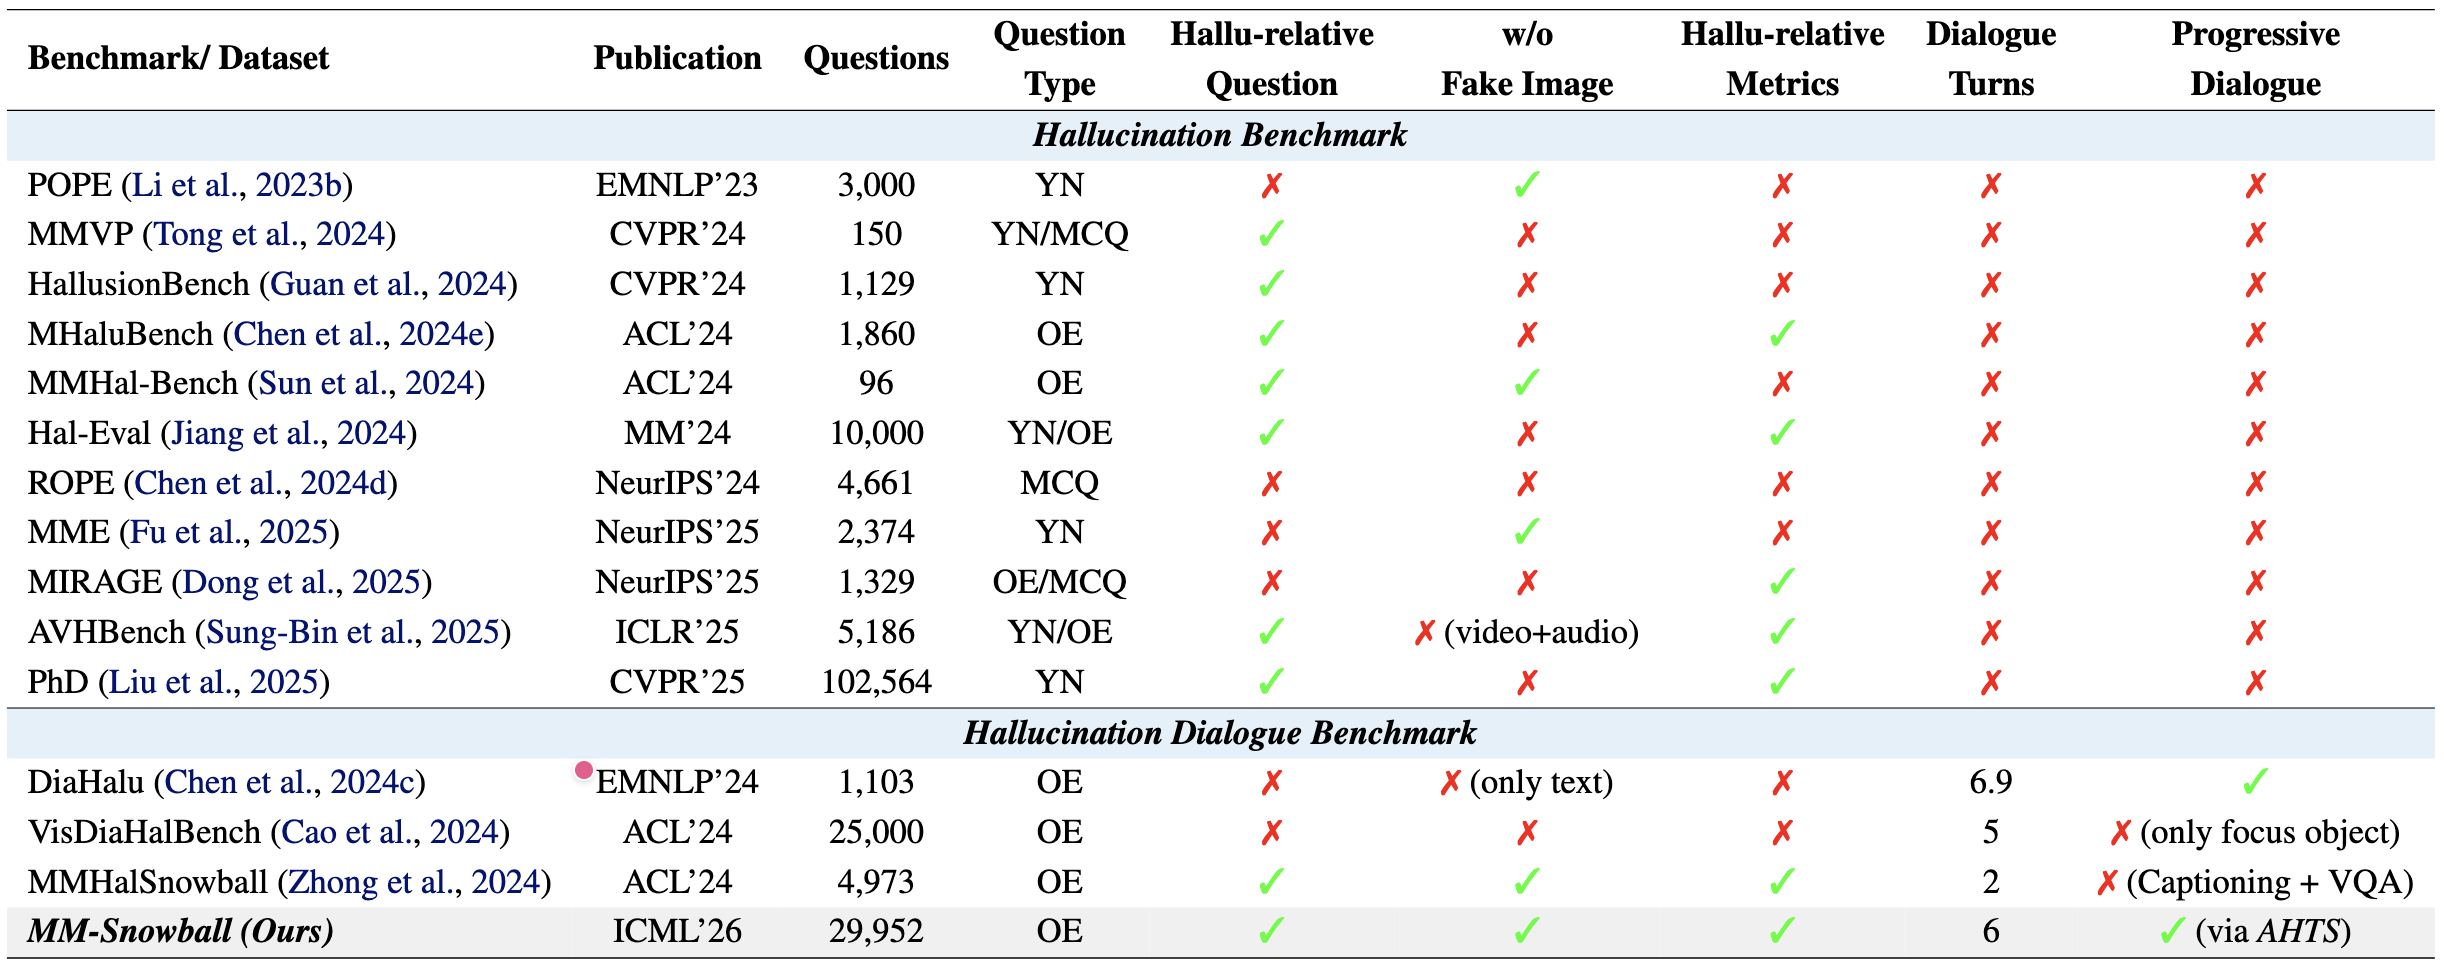 Benchmark/ Dataset Publication Questions Question Type Hallu-relative Question w/o Fake Image Hallu-relative Metrics Dialogue Turns Progressive Dialogue
Hallucination Benchmark
POPE (Li et al., 2023b) EMNLP’23 3,000 YN ✗ ✓ ✗ ✗ ✗
MMVP (Tong et al., 2024) CVPR’24 150 YN/MCQ ✓ ✗ ✗ ✗ ✗
HallusionBench (Guan et al., 2024) CVPR’24 1,129 YN ✓ ✗ ✗ ✗ ✗
MHaluBench (Chen et al., 2024e) ACL’24 1,860 OE ✓ ✗ ✓ ✗ ✗
MMHal-Bench (Sun et al., 2024) ACL’24 96 OE ✓ ✓ ✗ ✗ ✗
Hal-Eval (Jiang et al., 2024) MM’24 10,000 YN/OE ✓ ✗ ✓ ✗ ✗
ROPE (Chen et al., 2024d) NeurIPS’24 4,661 MCQ ✗ ✗ ✗ ✗ ✗
MME (Fu et al., 2025) NeurIPS’25 2,374 YN ✗ ✓ ✗ ✗ ✗
MIRAGE (Dong et al., 2025) NeurIPS’25 1,329 OE/MCQ ✗ ✗ ✓ ✗ ✗
AVHBench (Sung-Bin et al., 2025) ICLR’25 5,186 YN/OE ✓ ✗ (video+audio) ✓ ✗ ✗
PhD (Liu et al., 2025) CVPR’25 102,564 YN ✓ ✗ ✓ ✗ ✗
Hallucination Dialogue Benchmark
DiaHalu (Chen et al., 2024c) EMNLP’24 1,103 OE ✗ ✗ (only text) ✗ 6.9 ✓
VisDiaHalBench (Cao et al., 2024) ACL’24 25,000 OE ✗ ✗ ✗ 5 ✗ (only focus object)
MMHalSnowball (Zhong et al., 2024) ACL’24 4,973 OE ✓ ✓ ✓ 2 ✗ (Captioning + VQA)
MM-Snowball (Ours) ICML’26 29,952 OE ✓ ✓ ✓ 6 ✓ (via AHTS)